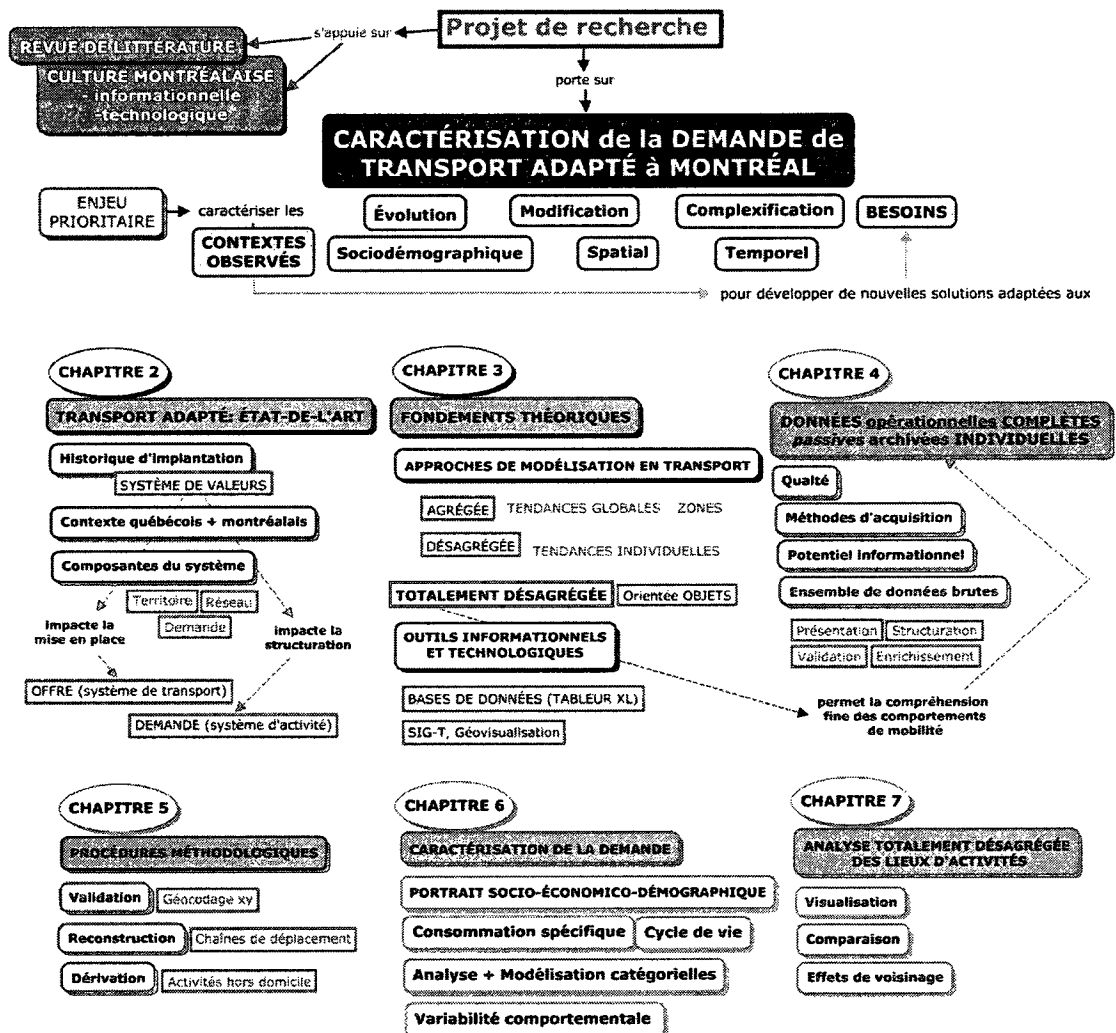 Projet de recherche
s'appuie sur
REVUE DE LITTÉRATURE
CULTURE MONTRÉALAISE
- informationnelle
-technologique
porte sur
CARACTÉRISATION de la DEMANDE de
TRANSPORT ADAPTÉ à MONTRÉAL
ENJEU
PRIORITAIRE
caractériser les
CONTEXTES
OBSERVÉS
Évolution
Modification
Complexification
BESOINS
Sociodémographique
Spatial
Temporel
pour développer de nouvelles solutions adaptées aux
CHAPITRE 2
TRANSPORT ADAPTÉ: ÉTAT-DE-L'ART
Historique d'implantation
SYSTÈME DE VALEURS
Contexte québécois + montréalais
Composantes du système
Territoire
Réseau
Demande
impacte la
mise en place
impacte la
structuration
OFFRE (système de transport)
DEMANDE (système d'activité)
CHAPITRE 3
FONDEMENTS THÉORIQUES
APPROCHES DE MODÉLISATION EN TRANSPORT
AGRÉGÉE
TENDANCES GLOBALES
ZONES
DÉSAGRÉGÉE
TENDANCES INDIVIDUELLES
TOTALEMENT DÉSAGRÉGÉE
Orientée OBJETS
OUTILS INFORMATIONNELS
ET TECHNOLOGIQUES
BASES DE DONNÉES (TABLEUR XL)
SIG-T, Géovisualisation
CHAPITRE 4
DONNÉES opérationnelles COMPLÈTES
passives archivées INDIVIDUELLES
Qualté
Méthodes d'acquisition
Potentiel informationnel
Ensemble de données brutes
Présentation
Structuration
Validation
Enrichissement
permet la compréhension
fine des comportements
de mobilité
CHAPITRE 5
PROCÉDURES MÉTHODOLOGIQUES
Validation
Géocodage xy
Reconstruction
Chaînes de déplacement
Dérivation
Activités hors domicile
CHAPITRE 6
CARACTÉRISATION DE LA DEMANDE
PORTRAIT SOCIO-ÉCONOMICO-DÉMOGRAPHIQUE
Consommation spécifique
Cycle de vie
Analyse + Modélisation catégorielles
Variabilité comportementale
CHAPITRE 7
ANALYSE TOTALEMENT DÉSAGRÉGÉE
DES LIEUX D'ACTIVITÉS
Visualisation
Comparaison
Effets de voisinage